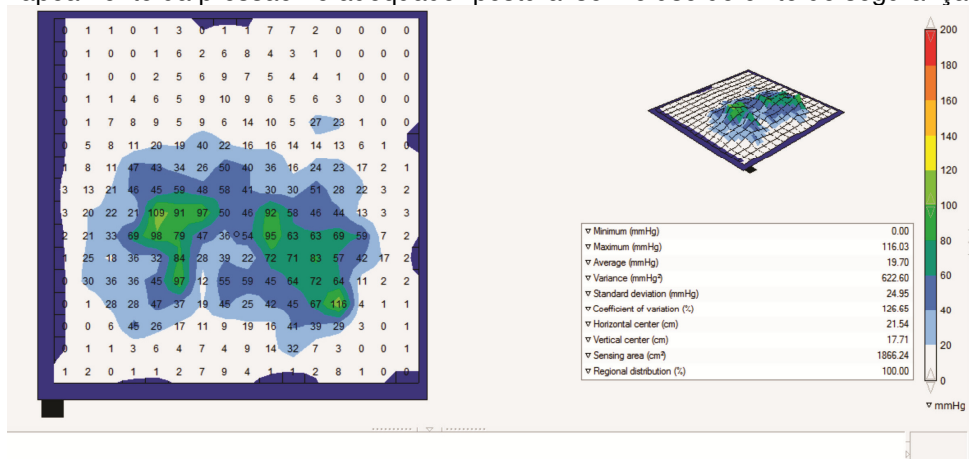 apeamento da pressão no adequador postural sem o uso do cinto de segurança
0 1 1 0 1 3 0 1 1 7 7 2 0 0 0 0
0 1 0 0 1 6 2 6 8 4 3 1 0 0 0 0
0 1 0 0 2 5 6 9 7 5 4 4 1 0 0 0
0 1 1 4 6 5 9 10 9 6 5 6 3 0 0 0
0 1 7 8 9 5 9 6 14 10 5 27 23 1 0 0
0 5 8 11 20 19 40 22 16 16 14 14 13 6 1 0
1 8 11 47 43 34 26 50 40 36 16 24 23 17 2 1
3 13 21 46 45 59 48 58 41 30 30 51 28 22 3 2
3 20 22 21 109 91 97 50 46 92 58 46 44 13 3 3
2 21 33 69 98 79 47 36 54 95 63 63 69 59 7 2
1 25 18 36 32 84 28 39 22 72 71 83 57 42 17 2
0 30 36 36 45 97 12 55 59 45 64 72 64 11 2 2
0 1 28 28 47 37 19 46 25 42 45 67 116 4 1 1
0 0 6 46 26 17 11 9 19 16 41 39 29 3 0 1
0 1 1 3 6 4 7 4 9 14 32 7 3 0 0 1
1 2 0 1 1 2 7 9 4 1 1 2 8 1 0 0
Minimum (mmHg) 0.00
Maximum (mmHg) 116.03
Average (mmHg) 19.70
Variance (mmHg²) 622.60
Standard deviation (mmHg) 24.95
Coefficient of variation (%) 126.65
Horizontal center (cm) 21.54
Vertical center (cm) 17.71
Sensing area (cm²) 1866.24
Regional distribution (%) 100.00
200
180
160
140
120
100
80
60
40
20
0
mmHg